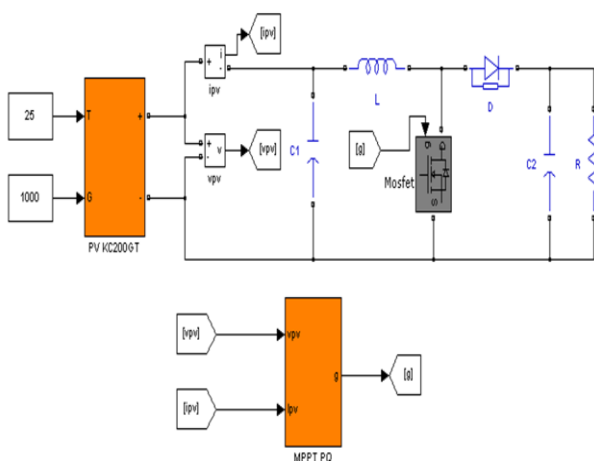 [ipv]
i
+
-
ipv
25
T
+
1000
G
-
PV KC200GT
+
-
v
vpv
[vpv]
C1
L
[g]
g
Mosfet
S
D
C2
R
[vpv]
vpv
[ipv]
ipv
g
[g]
MPPT PO